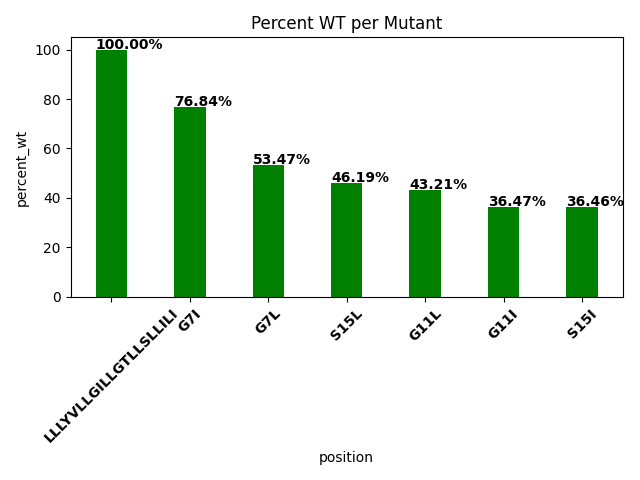 Percent WT per Mutant
percent_wt
100
80
60
40
20
0
100.00%
76.84%
53.47%
46.19%
43.21%
36.47%
36.46%
LLLYVLLGILLGTLLSLLILI
G7I
G7L
S15L
G11L
G11I
S15I
position